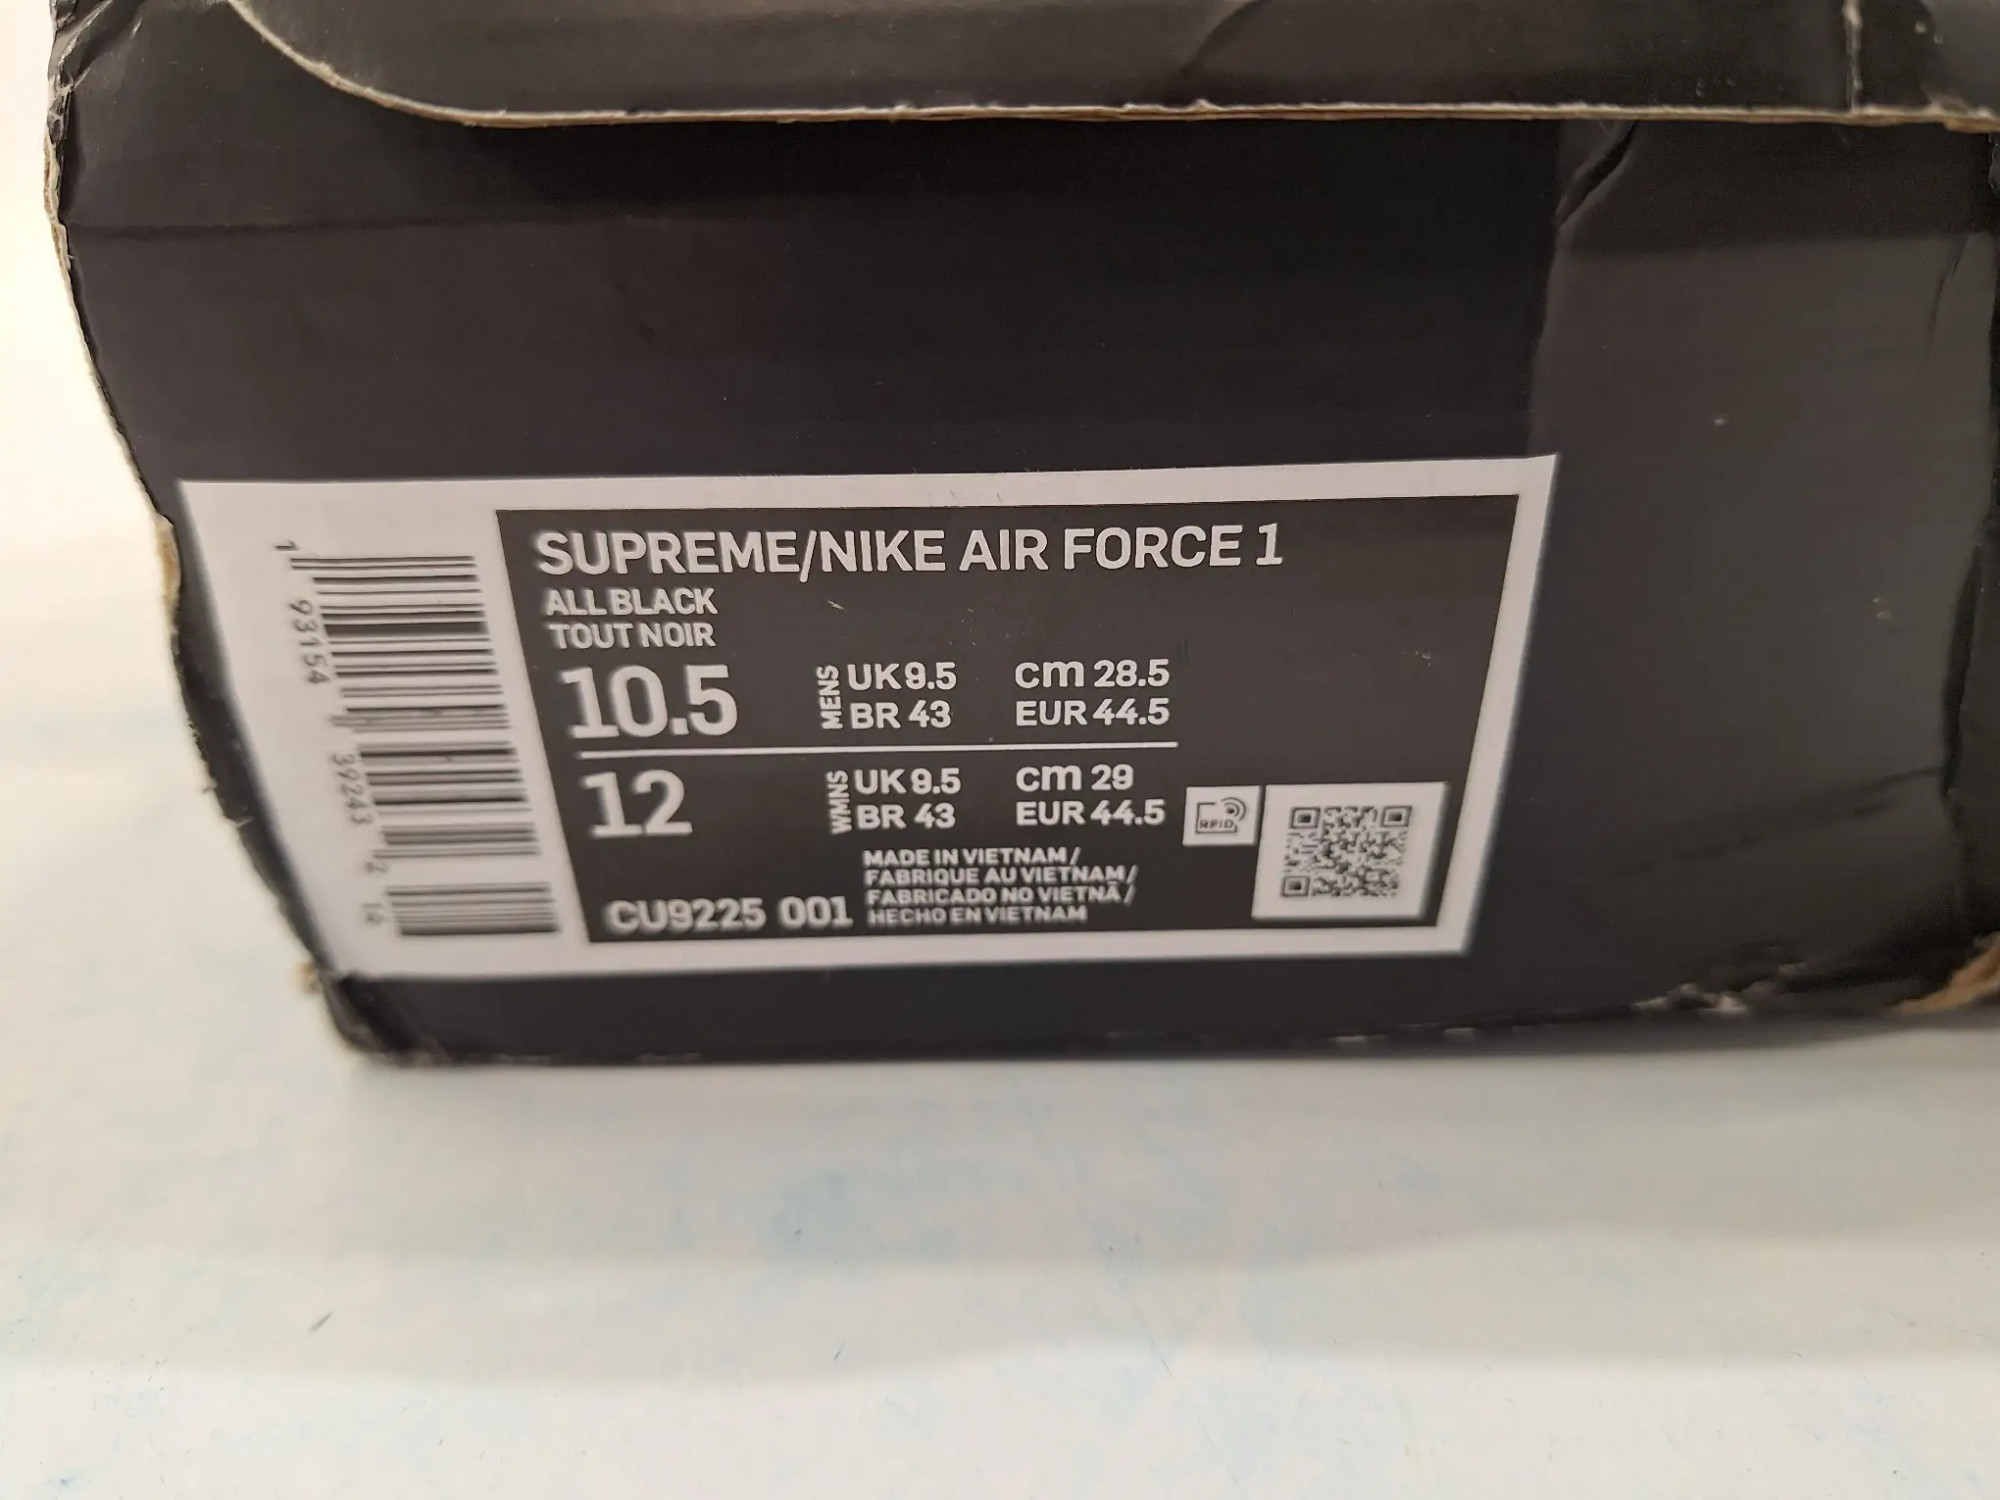 SUPREME/NIKE AIR FORCE 1
ALL BLACK
TOUT NOIR
10.5 MENS UK 9.5 cm 28.5
BR 43 EUR 44.5
12 WMNS UK 9.5 cm 29
BR 43 EUR 44.5
RFID
MADE IN VIETNAM /
FABRIQUE AU VIETNAM /
FABRICADO NO VIETNÃ /
HECHO EN VIETNAM
CU9225 001
1 93154 39243 2